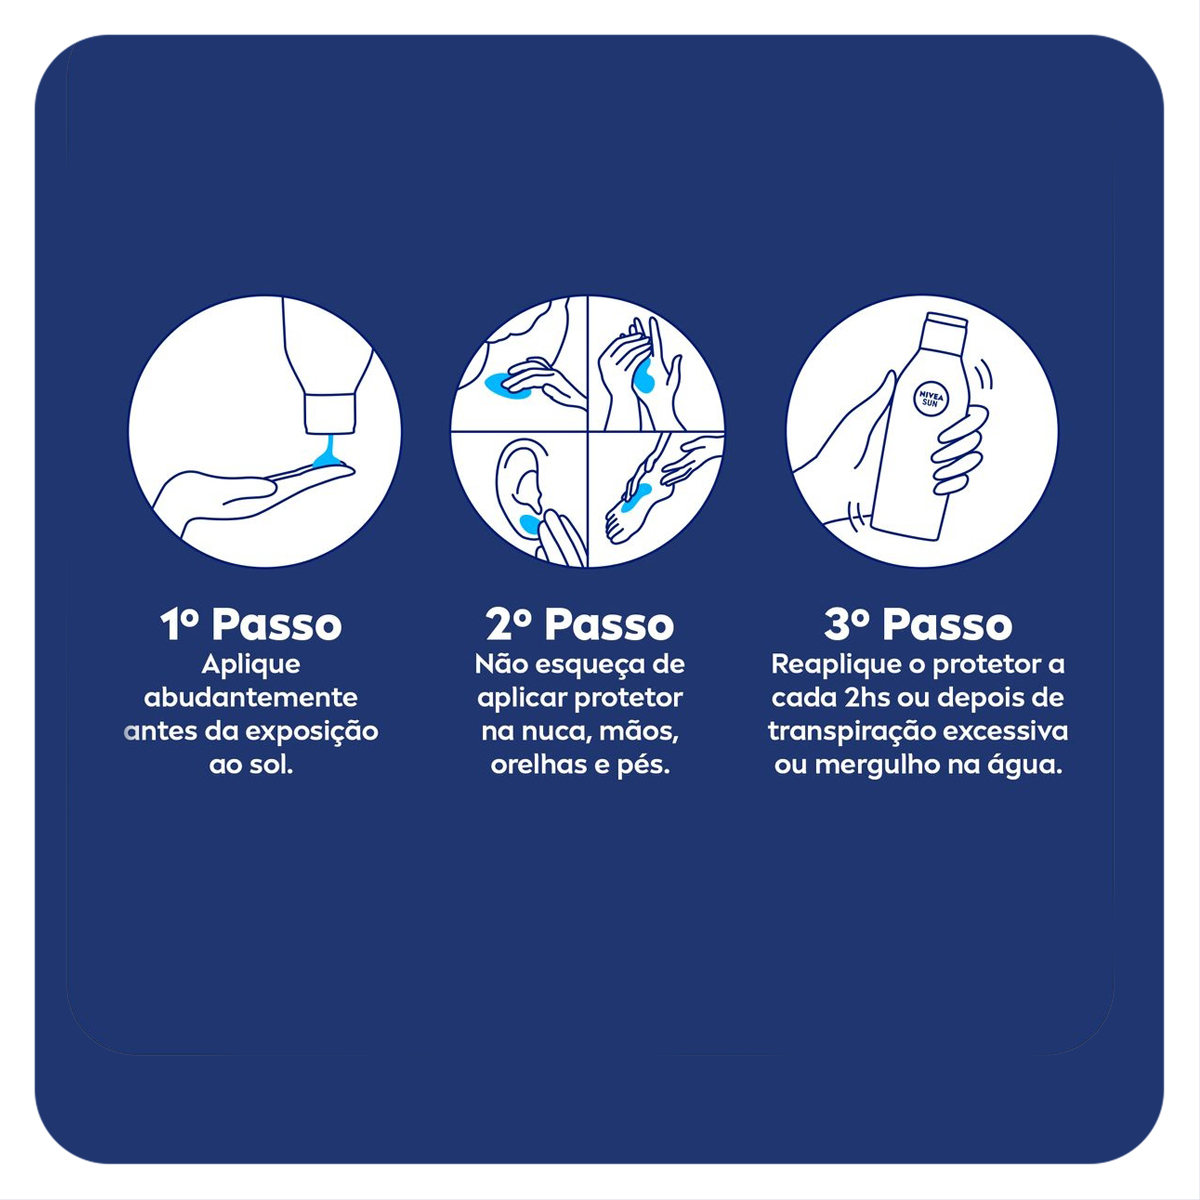 NIVEA
SUN
1º Passo
Aplique
abudantemente
antes da exposição
ao sol.
2º Passo
Não esqueça de
aplicar protetor
na nuca, mãos,
orelhas e pés.
3º Passo
Reaplique o protetor a
cada 2hs ou depois de
transpiração excessiva
ou mergulho na água.